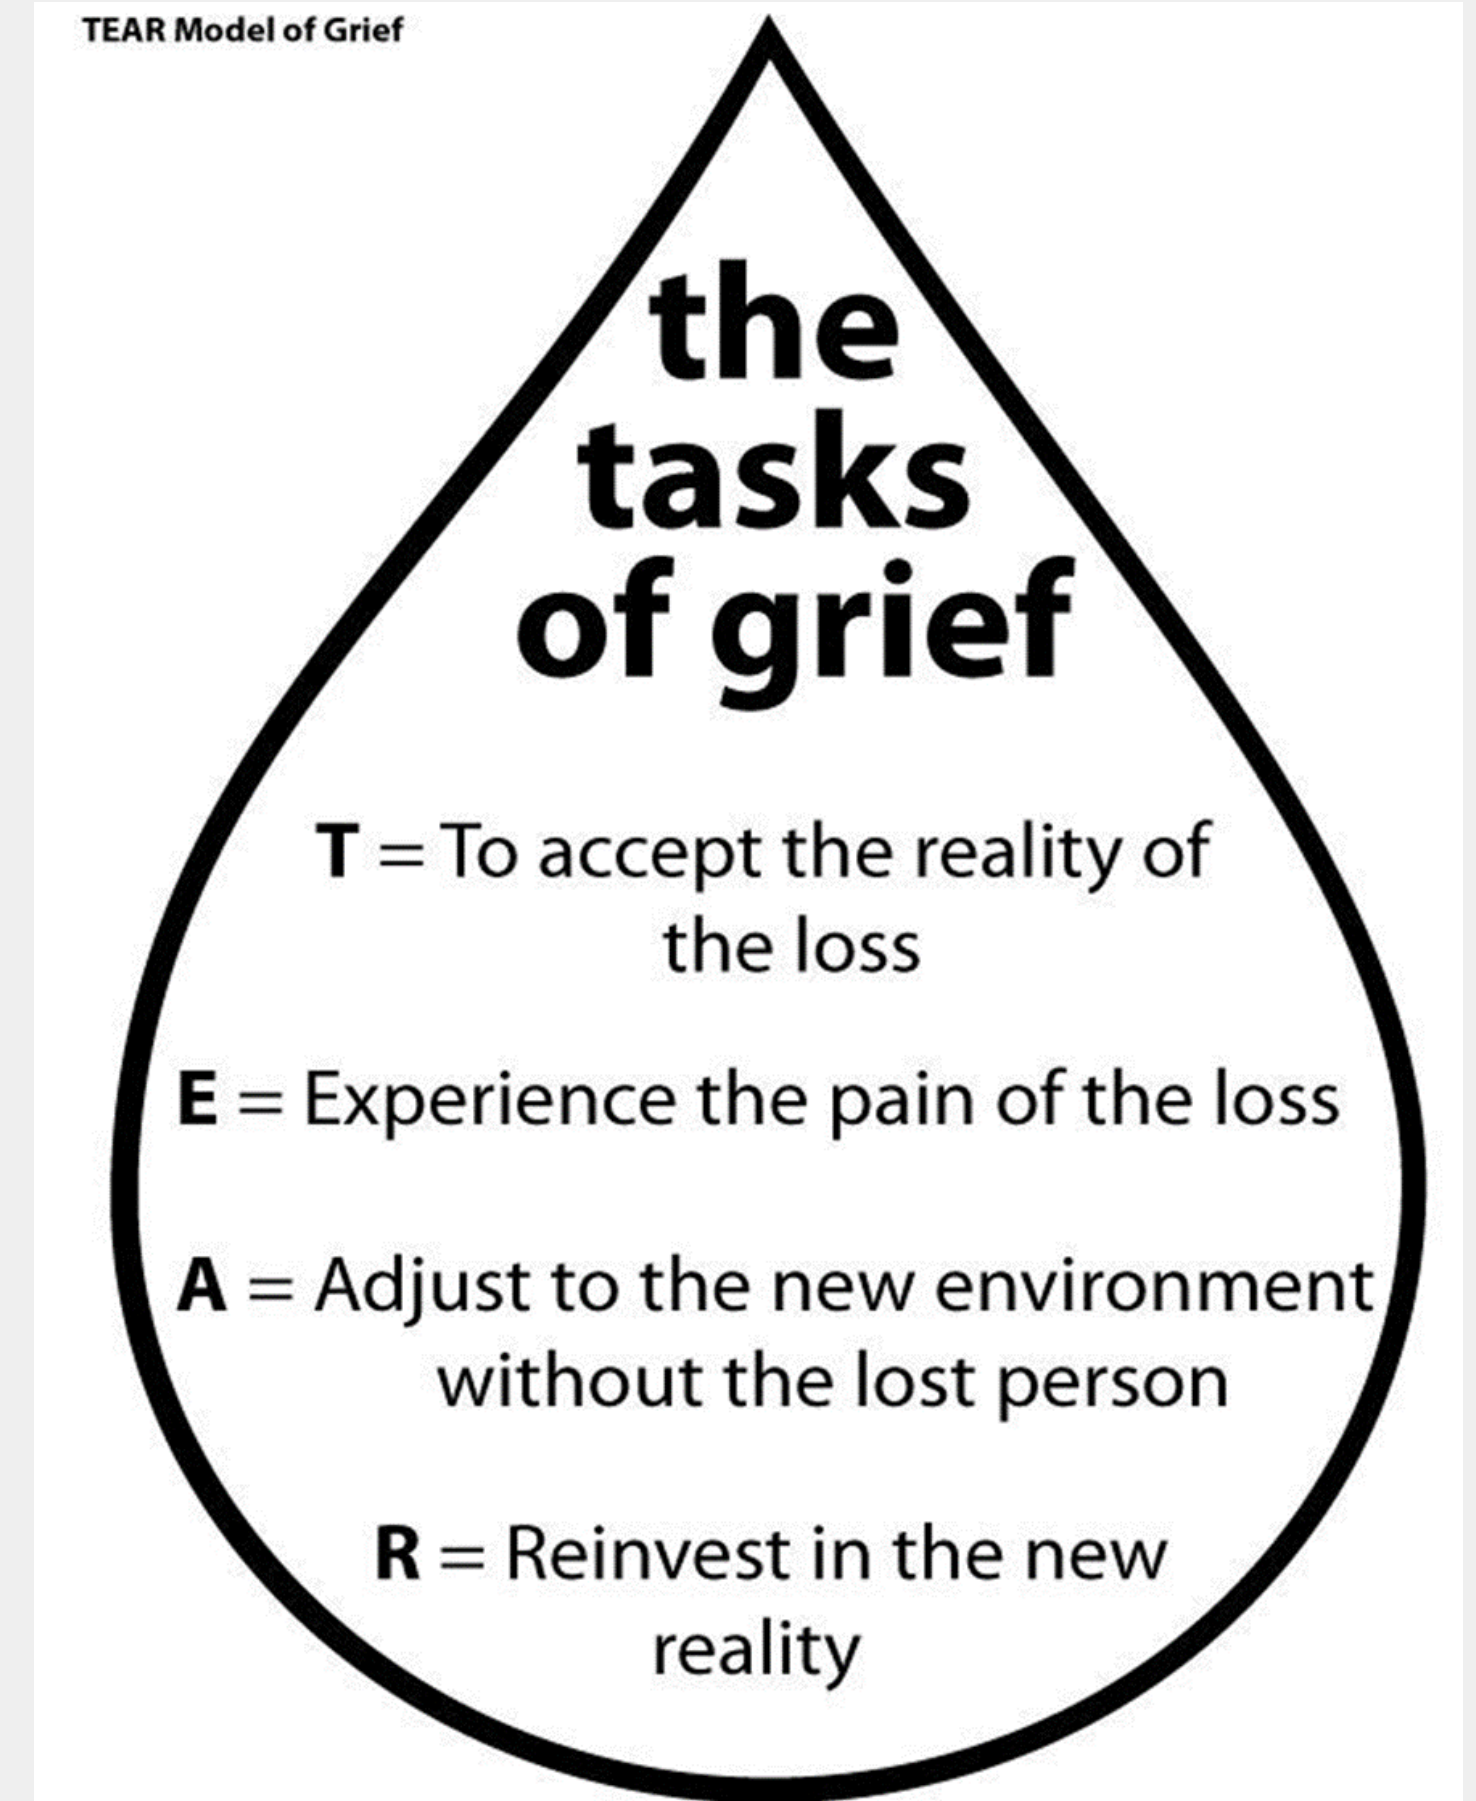 TEAR Model of Grief
the
tasks
of grief
T = To accept the reality of
the loss
E = Experience the pain of the loss
A = Adjust to the new environment
without the lost person
R = Reinvest in the new
reality